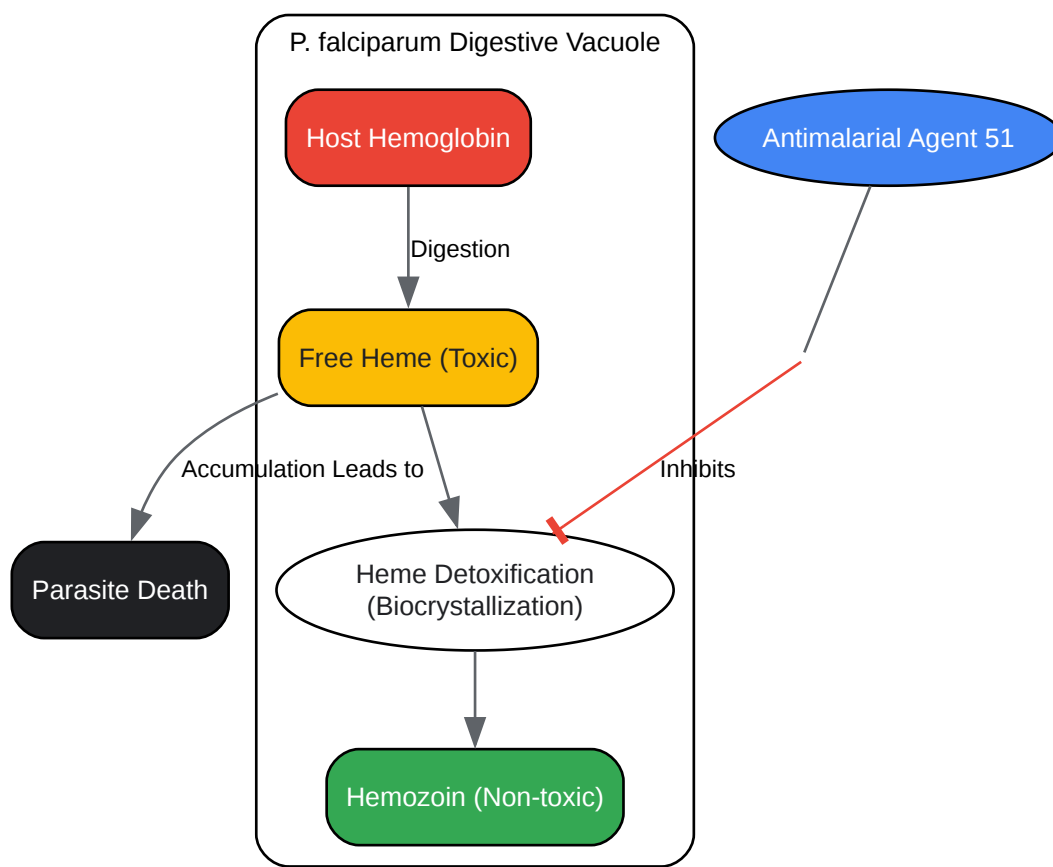 P. falciparum Digestive Vacuole
Host Hemoglobin
Antimalarial Agent 51
Digestion
Free Heme (Toxic)
Accumulation Leads to
Inhibits
Parasite Death
Heme Detoxification
(Biocrystallization)
Hemozoin (Non-toxic)